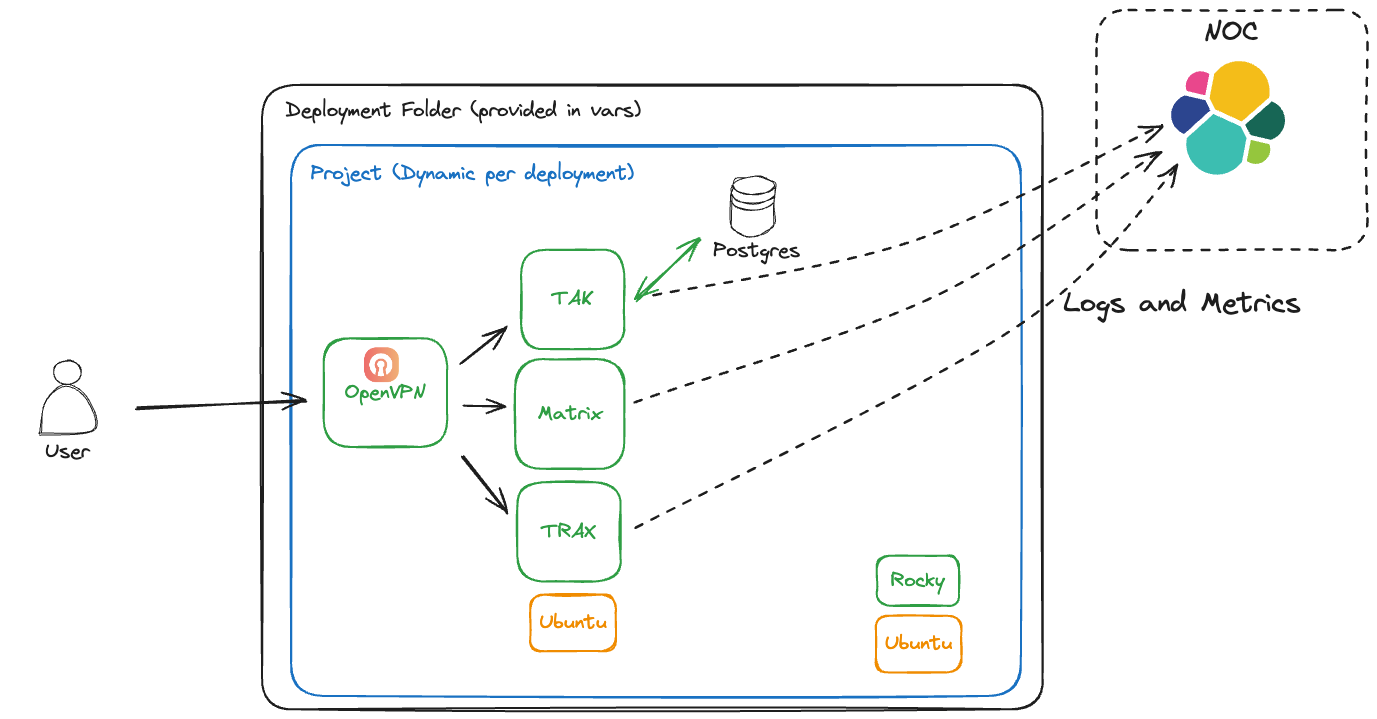 NOC
Deployment Folder (provided in vars)
Project (Dynamic per deployment)
Postgres
TAK
Logs and Metrics
OpenVPN
Matrix
User
TRAX
Rocky
Ubuntu
Ubuntu